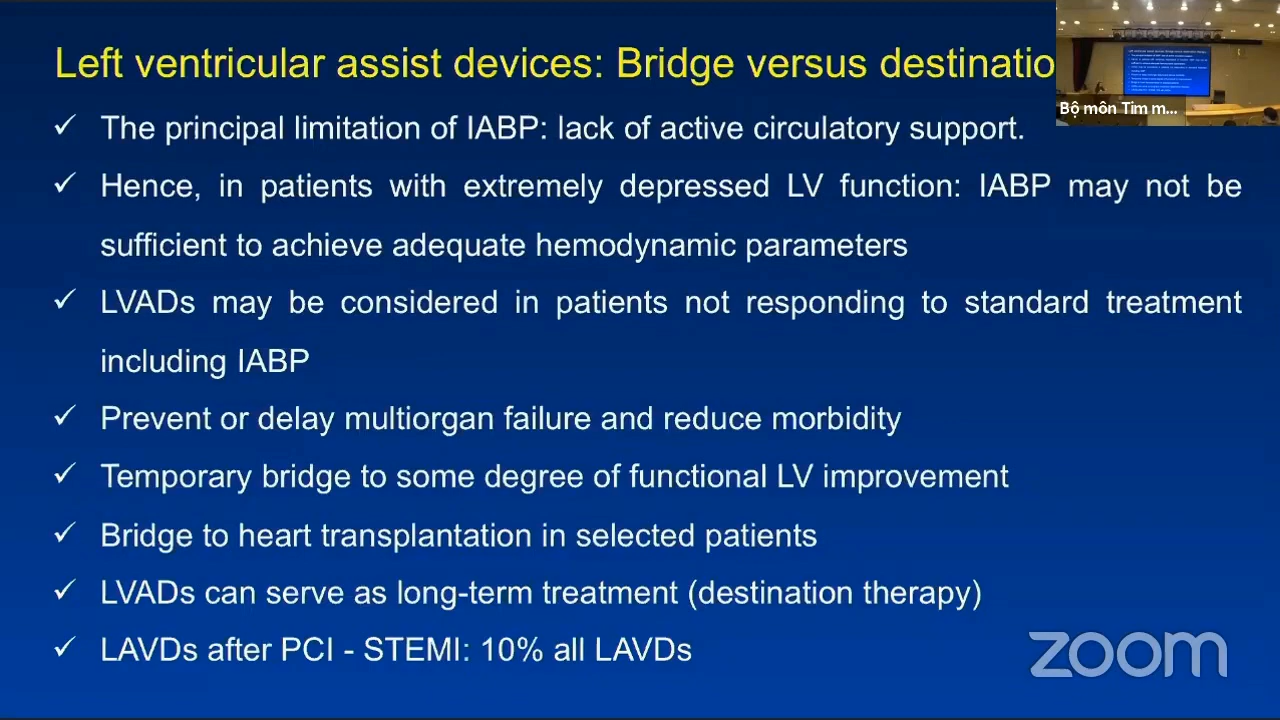 Left ventricular assist devices: Bridge versus destinatio
Bộ môn Tim m...
✓ The principal limitation of IABP: lack of active circulatory support.
✓ Hence, in patients with extremely depressed LV function: IABP may not be
sufficient to achieve adequate hemodynamic parameters
✓ LVADs may be considered in patients not responding to standard treatment
including IABP
✓ Prevent or delay multiorgan failure and reduce morbidity
✓ Temporary bridge to some degree of functional LV improvement
✓ Bridge to heart transplantation in selected patients
✓ LVADs can serve as long-term treatment (destination therapy)
✓ LAVDs after PCI - STEMI: 10% all LAVDs
zoom